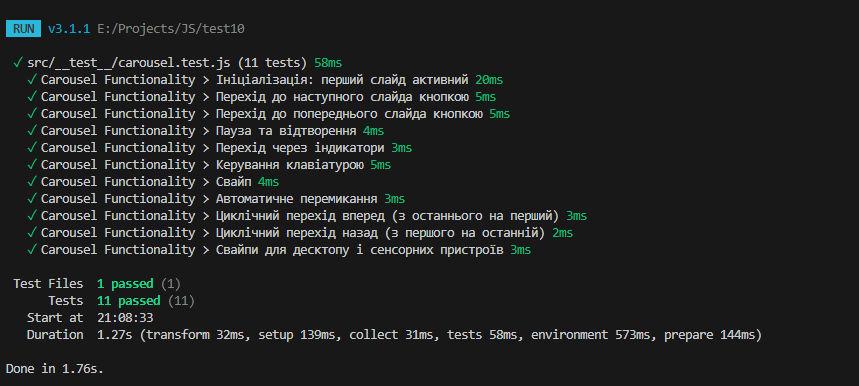 RUN v3.1.1 E:/Projects/JS/test10
✓ src/__test__/carousel.test.js (11 tests) 58ms
✓ Carousel Functionality > Ініціалізація: перший слайд активний 20ms
✓ Carousel Functionality > Перехід до наступного слайда кнопкою 5ms
✓ Carousel Functionality > Перехід до попереднього слайда кнопкою 5ms
✓ Carousel Functionality > Пауза та відтворення 4ms
✓ Carousel Functionality > Перехід через індикатори 3ms
✓ Carousel Functionality > Керування клавіатурою 5ms
✓ Carousel Functionality > Свайп 4ms
✓ Carousel Functionality > Автоматичне перемикання 3ms
✓ Carousel Functionality > Циклічний перехід вперед (з останнього на перший) 3ms
✓ Carousel Functionality > Циклічний перехід назад (з першого на останній) 2ms
✓ Carousel Functionality > Свайпи для десктопу і сенсорних пристроїв 3ms
Test Files 1 passed (1)
Tests 11 passed (11)
Start at 21:08:33
Duration 1.27s (transform 32ms, setup 139ms, collect 31ms, tests 58ms, environment 573ms, prepare 144ms)
Done in 1.76s.